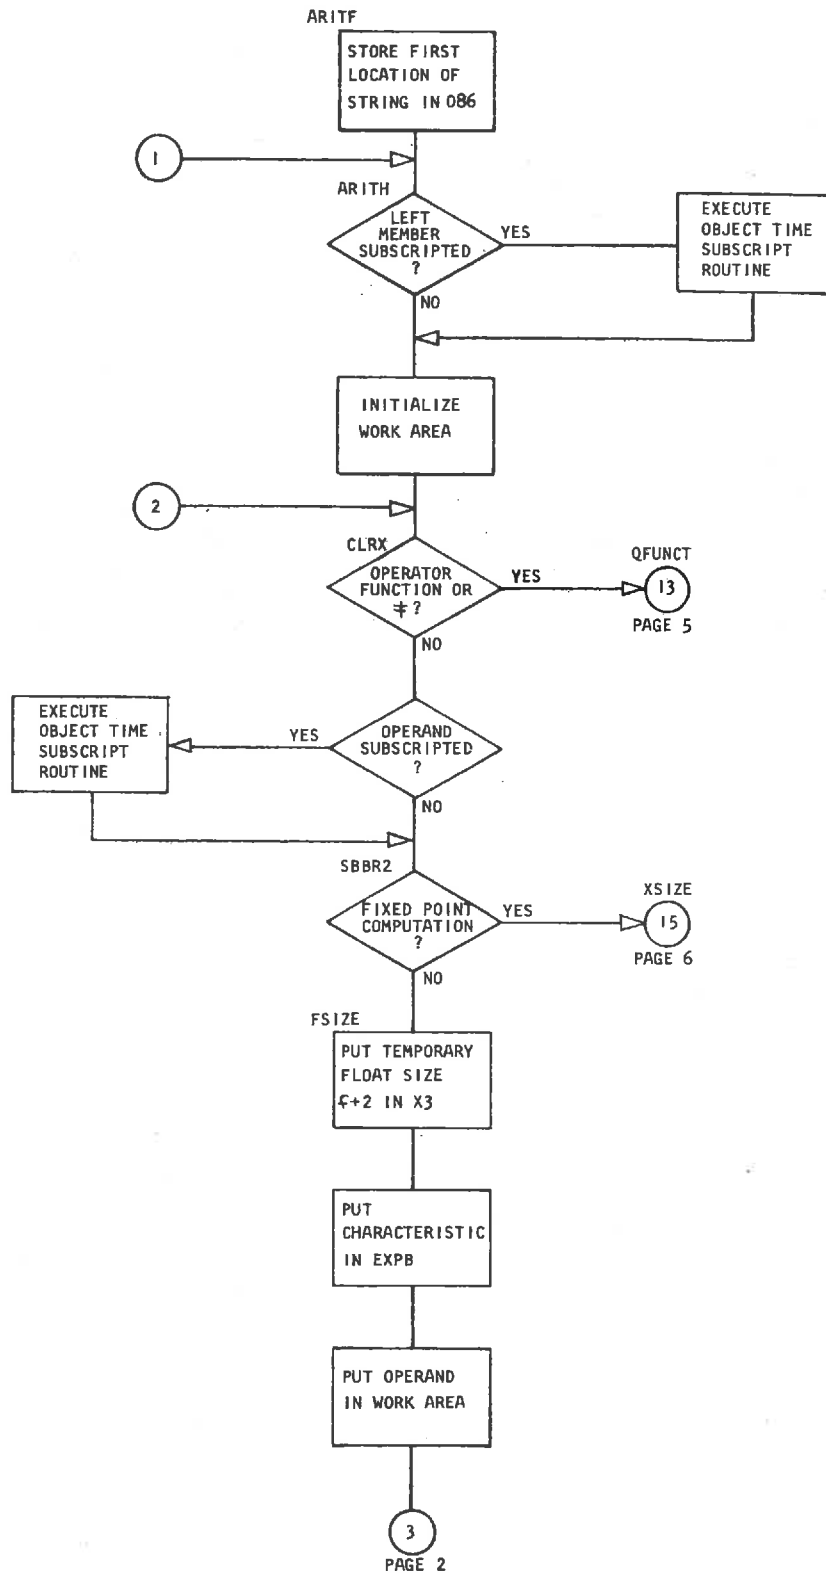 ARITF
STORE FIRST
LOCATION OF
STRING IN 086
1
ARITH
LEFT
MEMBER
SUBSCRIPTED
?
YES
EXECUTE
OBJECT TIME
SUBSCRIPT
ROUTINE
NO
INITIALIZE
WORK AREA
2
CLRX
OPERATOR
FUNCTION OR
ǂ?
YES
QFUNCT
13
PAGE 5
NO
OPERAND
SUBSCRIPTED
?
YES
EXECUTE
OBJECT TIME
SUBSCRIPT
ROUTINE
NO
SBBR2
FIXED POINT
COMPUTATION
?
YES
XSIZE
15
PAGE 6
NO
FSIZE
PUT TEMPORARY
FLOAT SIZE
f+2 IN X3
PUT
CHARACTERISTIC
IN EXPB
PUT OPERAND
IN WORK AREA
3
PAGE 2